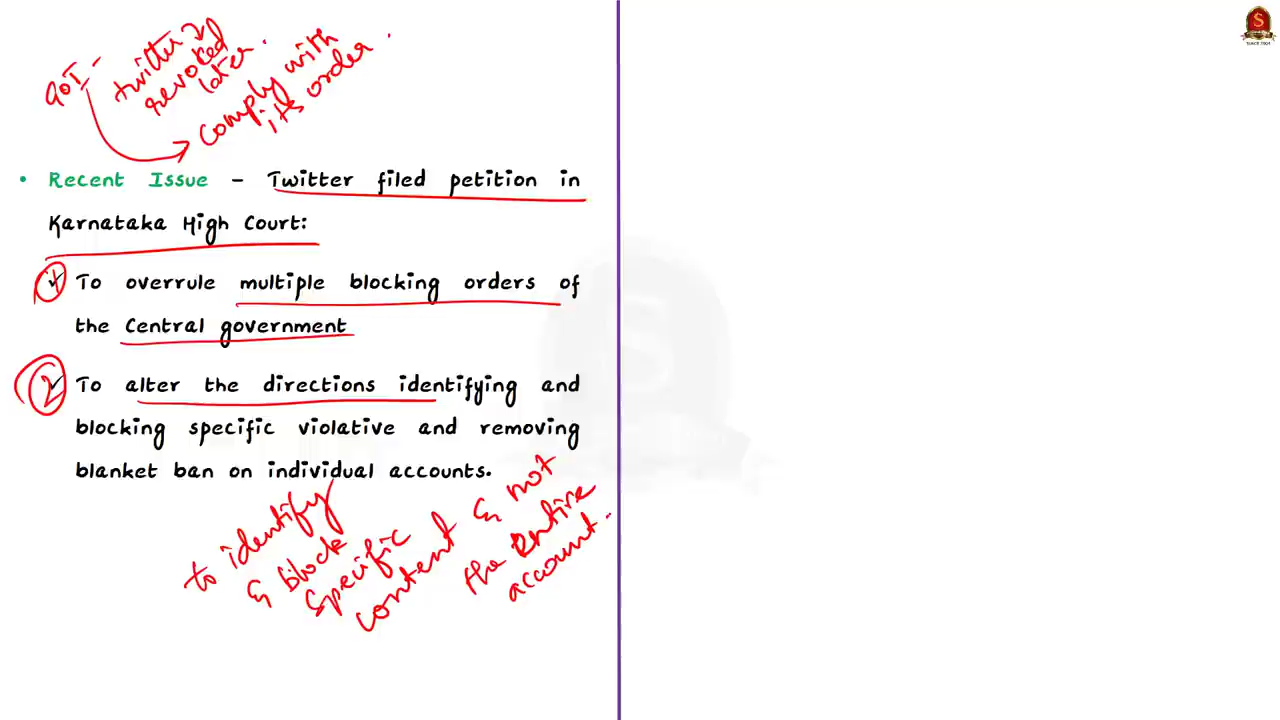 GOI -
twitter &
revoked
later.
comply with
its order.
• Recent Issue – Twitter filed petition in
Karnataka High Court:
1 To overrule multiple blocking orders of
the Central government
2 To alter the directions identifying and
blocking specific violative and removing
blanket ban on individual accounts.
to identify
& block
specific
content & not
the entire
account.
S
SINCE 2004